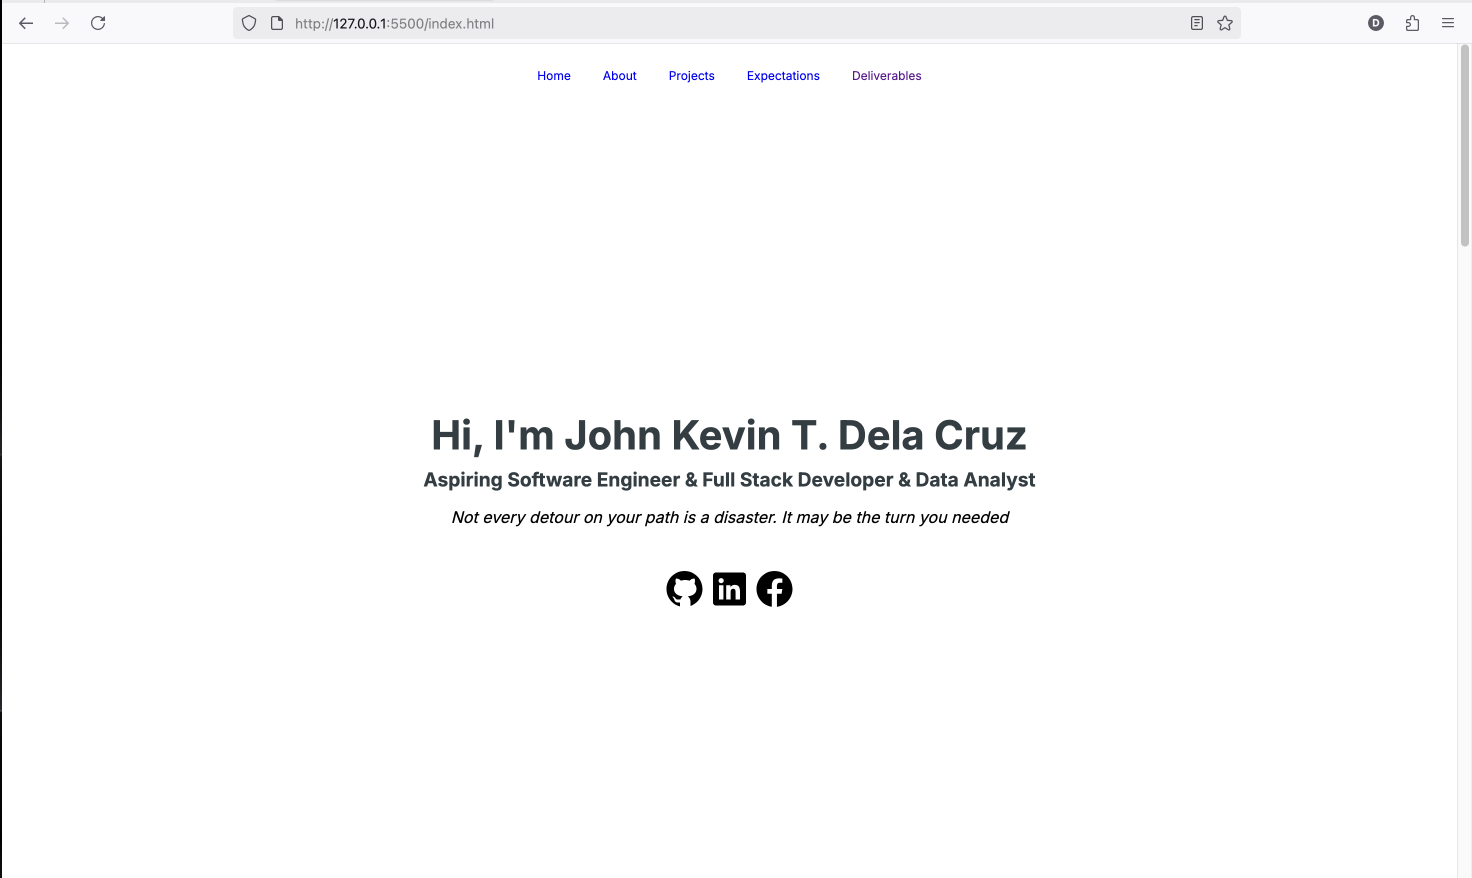 http://127.0.0.1:5500/index.html
D
Home About Projects Expectations Deliverables
Hi, I'm John Kevin T. Dela Cruz
Aspiring Software Engineer & Full Stack Developer & Data Analyst
Not every detour on your path is a disaster. It may be the turn you needed
in